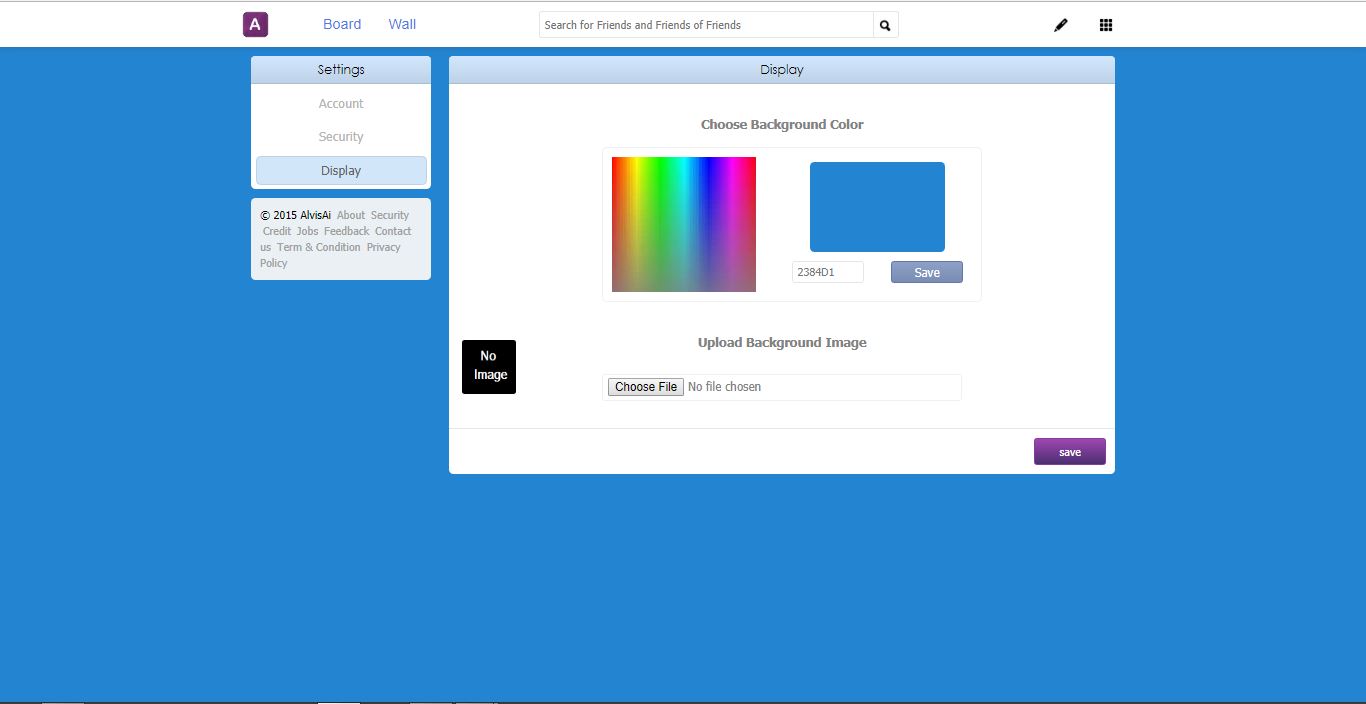 A
Board Wall
Search for Friends and Friends of Friends
Settings
Account
Security
Display
© 2015 AlvisAi About Security
Credit Jobs Feedback Contact
us Term & Condition Privacy
Policy
Display
Choose Background Color
2384D1
Save
Upload Background Image
No
Image
Choose File No file chosen
save